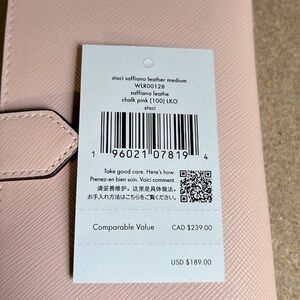 staci saffiano leather medium
WLR00128
saffiano leathe
chalk pink (100) LKO
staci
1 96021 07819 4
Take good care. Here's how.
Prenez-en bien soin. Voici comment.
请妥善维护。这里是具体做法。
お手入れ方法はこちらをご覧ください。
Comparable Value CAD $239.00
USD $189.00